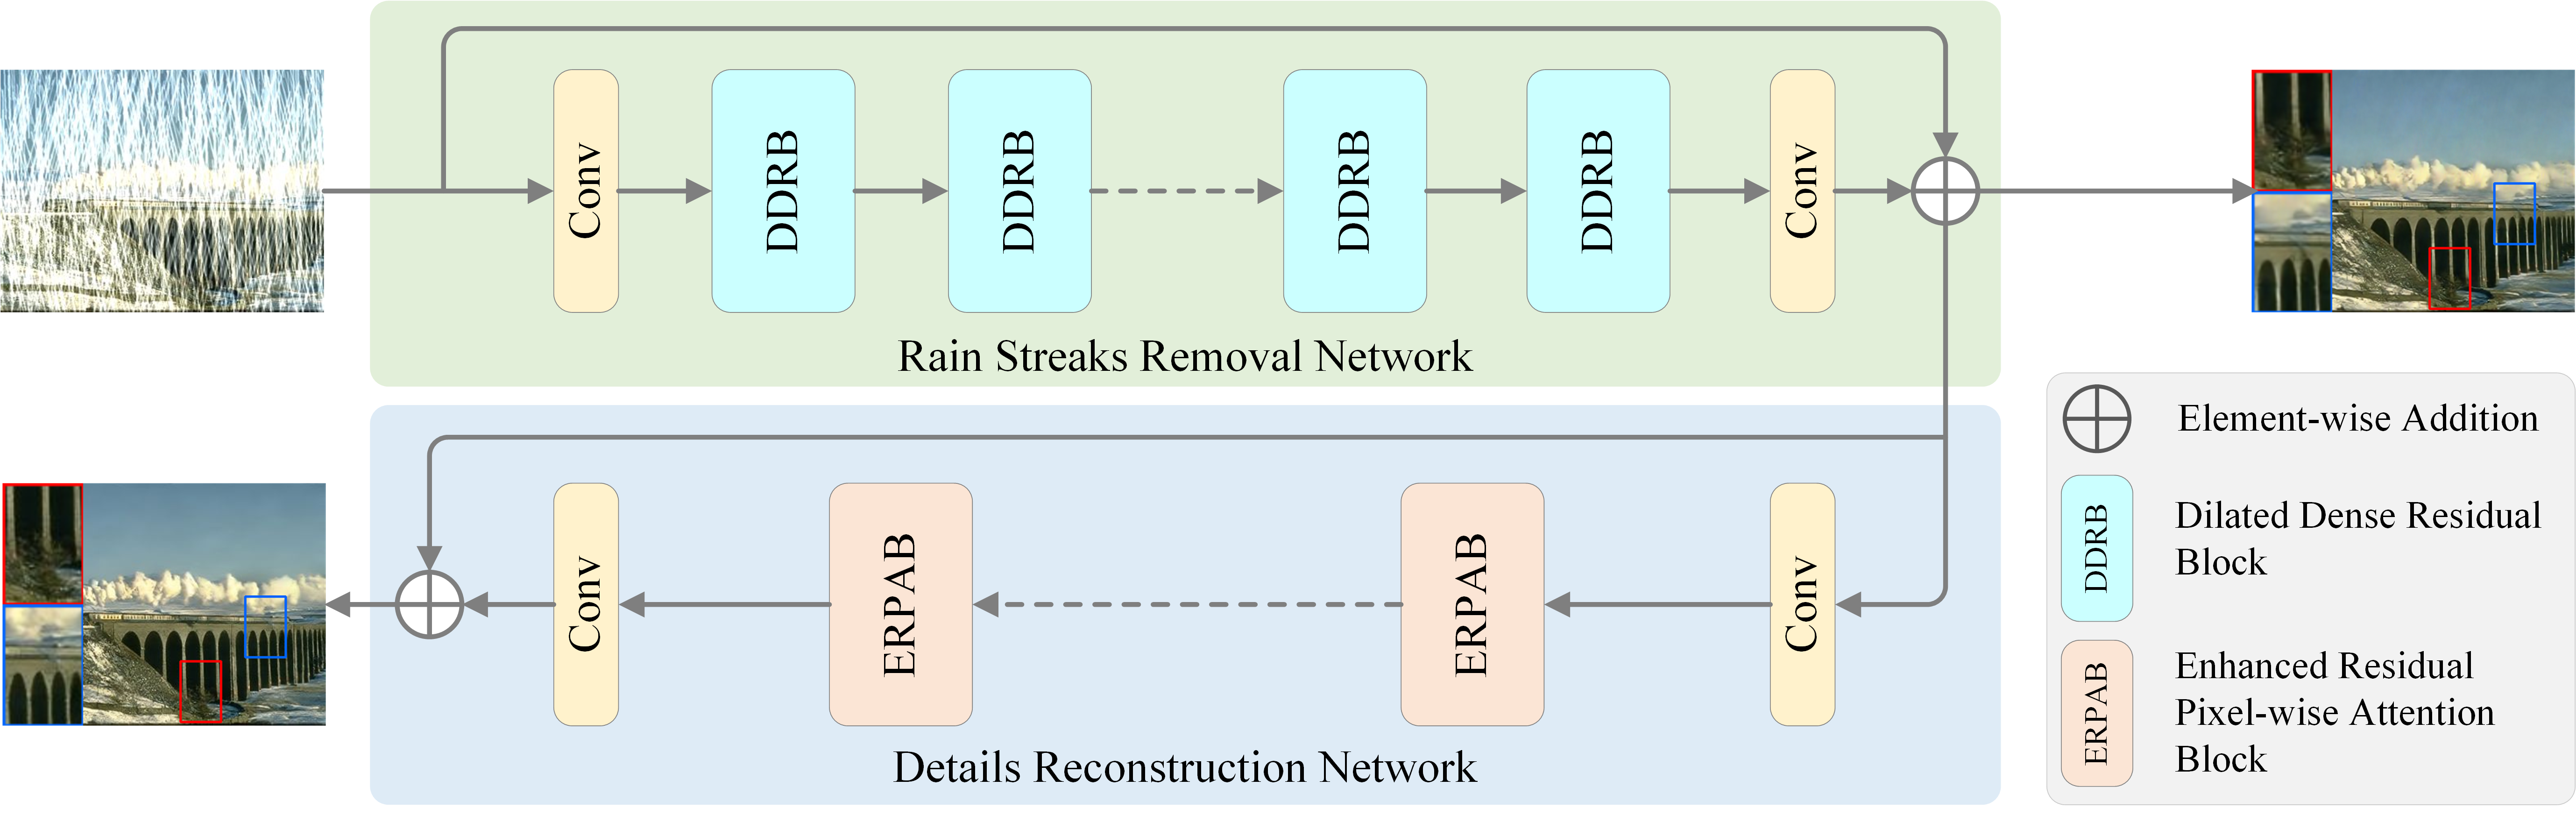 Conv
DDRB
DDRB
DDRB
DDRB
Conv
Rain Streaks Removal Network
Conv
ERPAB
ERPAB
Conv
Details Reconstruction Network
Element-wise Addition
DDRB
Dilated Dense Residual
Block
ERPAB
Enhanced Residual
Pixel-wise Attention
Block